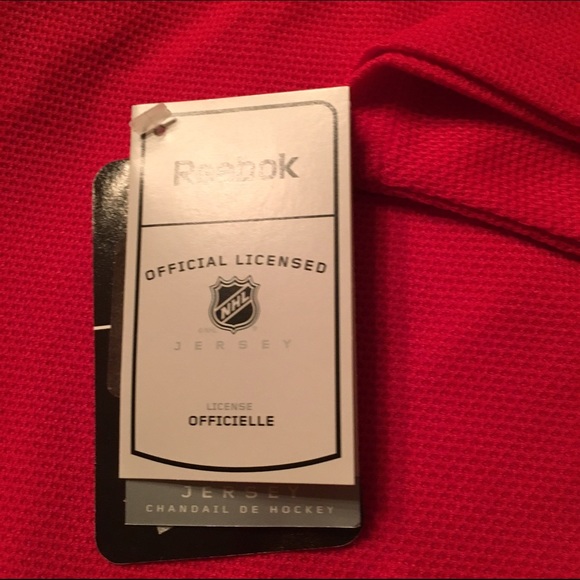 Reebok
OFFICIAL LICENSED
NHL
JERSEY
LICENSE
OFFICIELLE
JERSEY
CHANDAIL DE HOCKEY